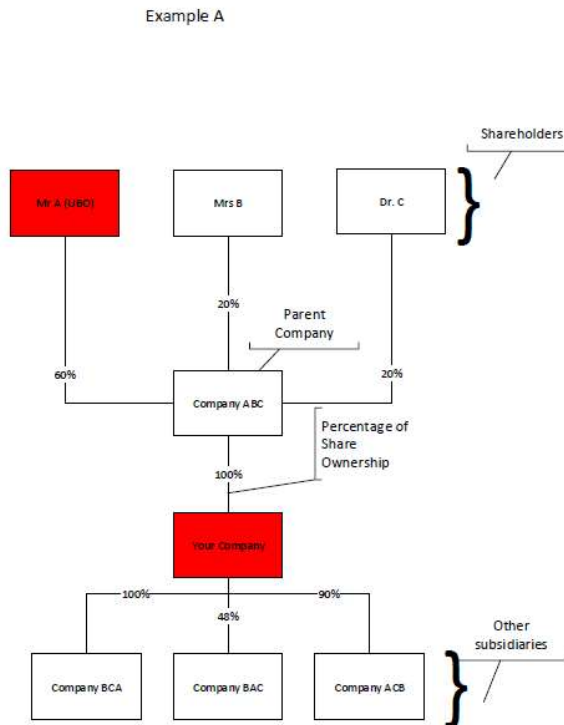 Example A
Shareholders
Mr A (UBO)
Mrs B
Dr. C
20%
Parent
Company
60%
20%
Company ABC
Percentage of
Share
Ownership
100%
Your Company
100%
90%
48%
Other
subsidiaries
Company BCA
Company BAC
Company ACB